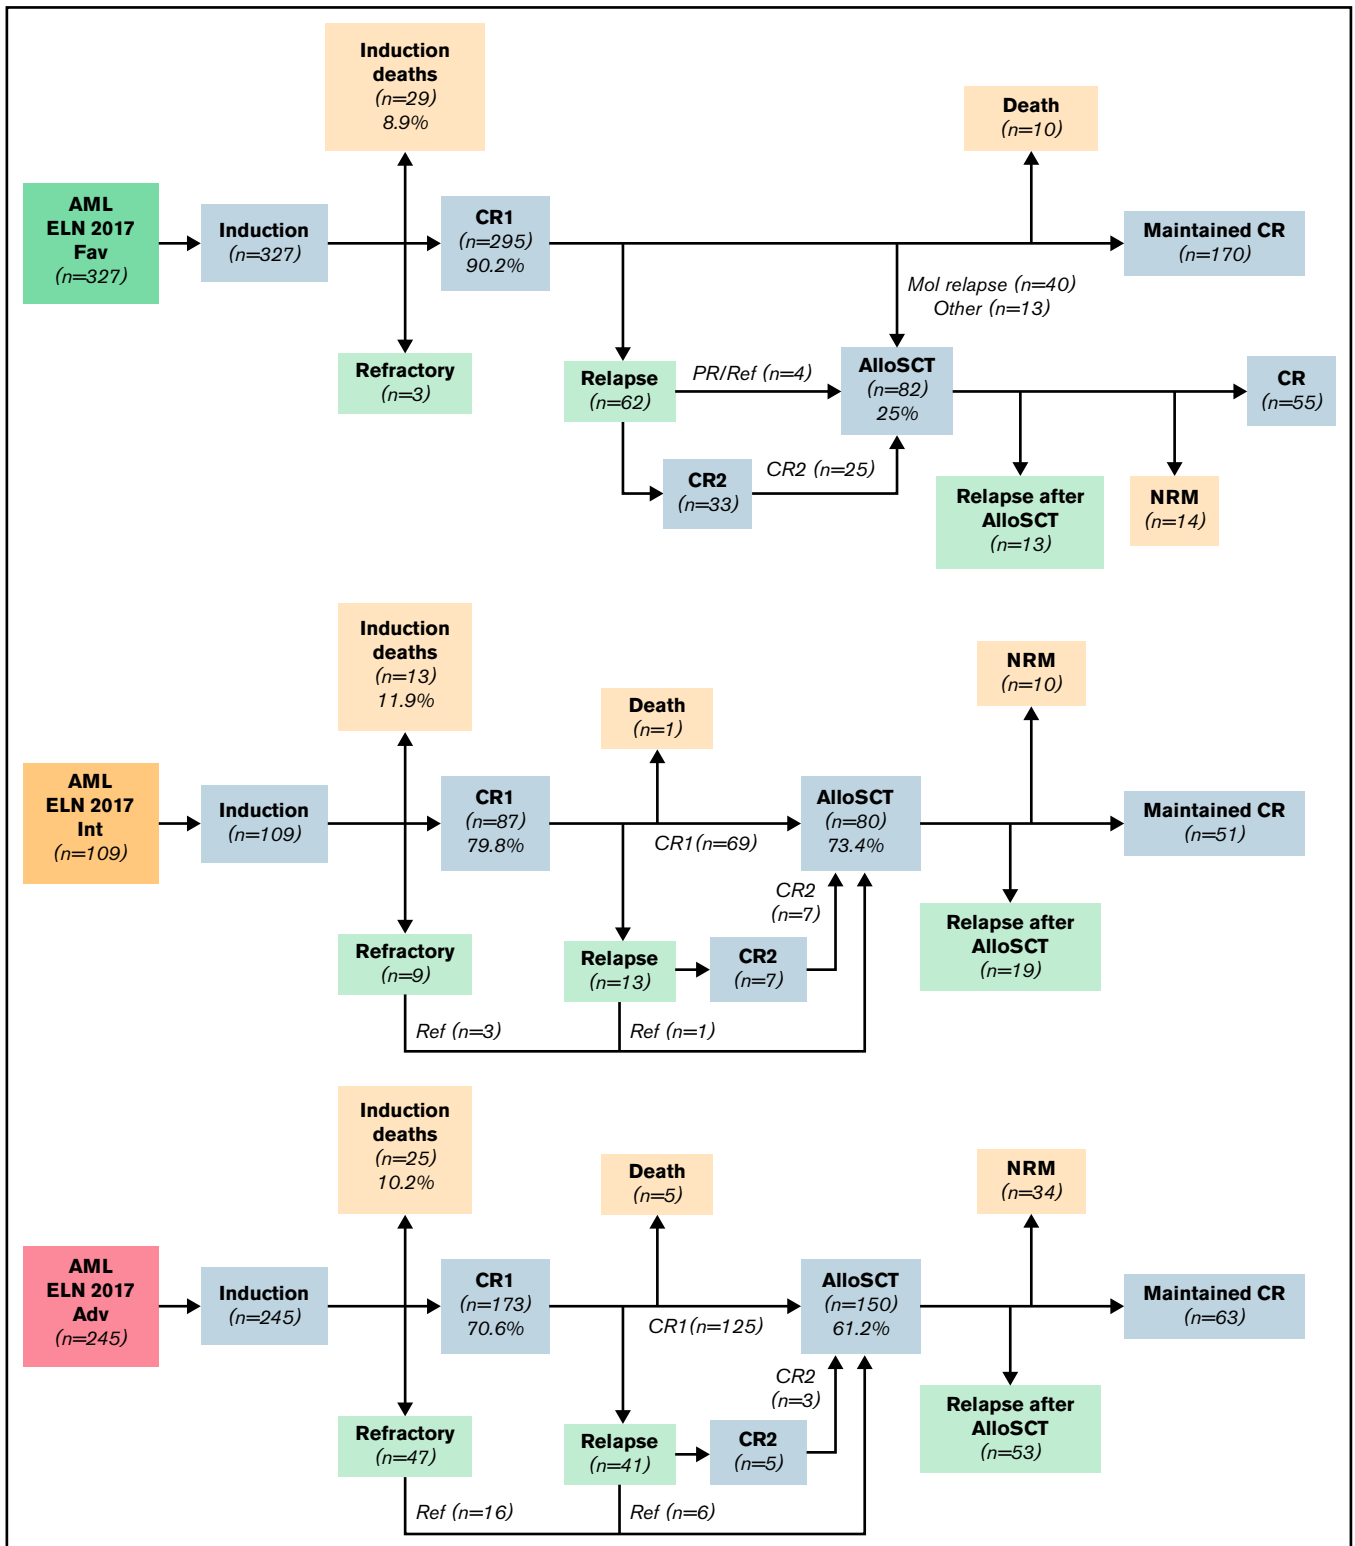 Induction
deaths
(n=29)
8.9%
Death
(n=10)
AML
ELN 2017
Fav
(n=327)
Induction
(n=327)
CR1
(n=295)
90.2%
Maintained CR
(n=170)
Mol relapse (n=40)
Other (n=13)
Refractory
(n=3)
Relapse
(n=62)
PR/Ref (n=4)
AlloSCT
(n=82)
25%
CR
(n=55)
CR2
(n=33)
CR2 (n=25)
Relapse after
AlloSCT
(n=13)
NRM
(n=14)
Induction
deaths
(n=13)
11.9%
Death
(n=1)
NRM
(n=10)
AML
ELN 2017
Int
(n=109)
Induction
(n=109)
CR1
(n=87)
79.8%
CR1(n=69)
AlloSCT
(n=80)
73.4%
Maintained CR
(n=51)
CR2
(n=7)
Refractory
(n=9)
Relapse
(n=13)
CR2
(n=7)
Relapse after
AlloSCT
(n=19)
Ref (n=3)
Ref (n=1)
Induction
deaths
(n=25)
10.2%
Death
(n=5)
NRM
(n=34)
AML
ELN 2017
Adv
(n=245)
Induction
(n=245)
CR1
(n=173)
70.6%
CR1(n=125)
AlloSCT
(n=150)
61.2%
Maintained CR
(n=63)
CR2
(n=3)
Refractory
(n=47)
Relapse
(n=41)
CR2
(n=5)
Relapse after
AlloSCT
(n=53)
Ref (n=16)
Ref (n=6)